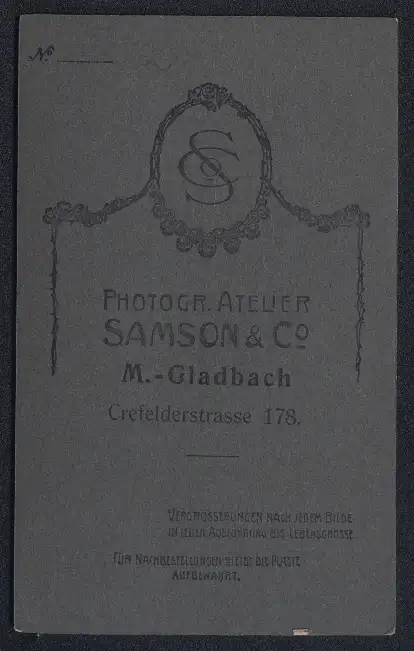 No.
S & C
PHOTOGR. ATELIER
SAMSON & Co
M.-Gladbach
Crefelderstrasse 178.
VERGRÖSSERUNGEN NACH JEDEM BILDE
IN JEDER AUSFÜHRUNG BIS LEBENSGRÖSSE
FÜR NACHBESTELLUNGEN BLEIBT DIE PLATTE
AUFBEWAHRT.